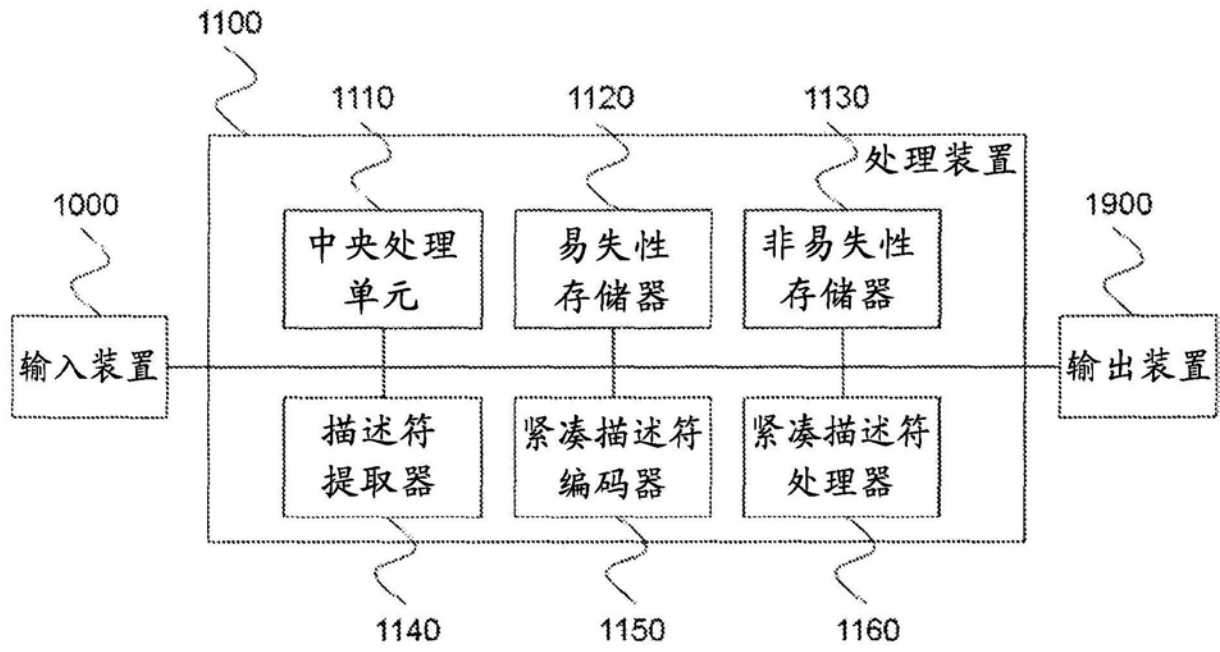 1100
1110
1120
1130
处理装置
1000
1900
中央处理
单元
易失性
存储器
非易失性
存储器
输入装置
输出装置
描述符
提取器
紧凑描述符
编码器
紧凑描述符
处理器
1140
1150
1160